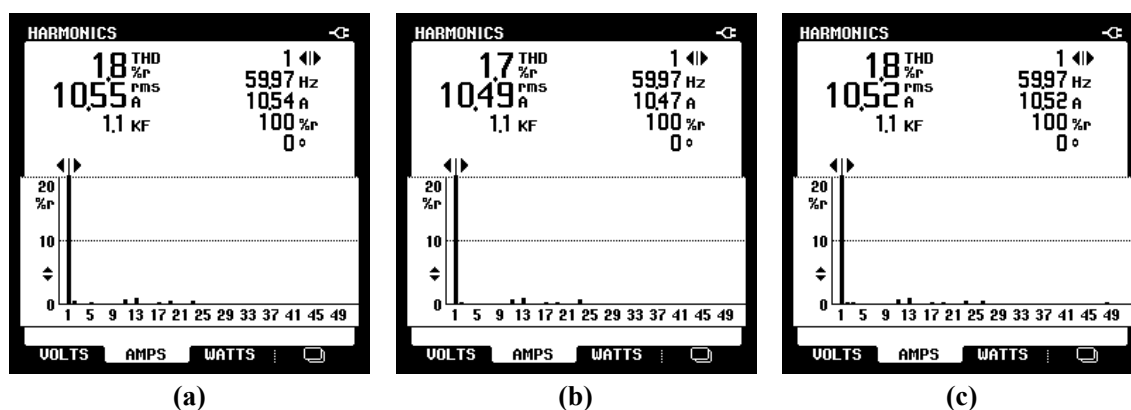 HARMONICS
1.8 THD %r
10.55 rms A
1.1 KF
1
59.97 Hz
10.54 A
100 %r
0 °
20
%r
10
0
1 5 9 13 17 21 25 29 33 37 41 45 49
VOLTS AMPS WATTS
(a)
HARMONICS
1.7 THD %r
10.49 rms A
1.1 KF
1
59.97 Hz
10.47 A
100 %r
0 °
20
%r
10
0
1 5 9 13 17 21 25 29 33 37 41 45 49
VOLTS AMPS WATTS
(b)
HARMONICS
1.8 THD %r
10.52 rms A
1.1 KF
1
59.97 Hz
10.52 A
100 %r
0 °
20
%r
10
0
1 5 9 13 17 21 25 29 33 37 41 45 49
VOLTS AMPS WATTS
(c)